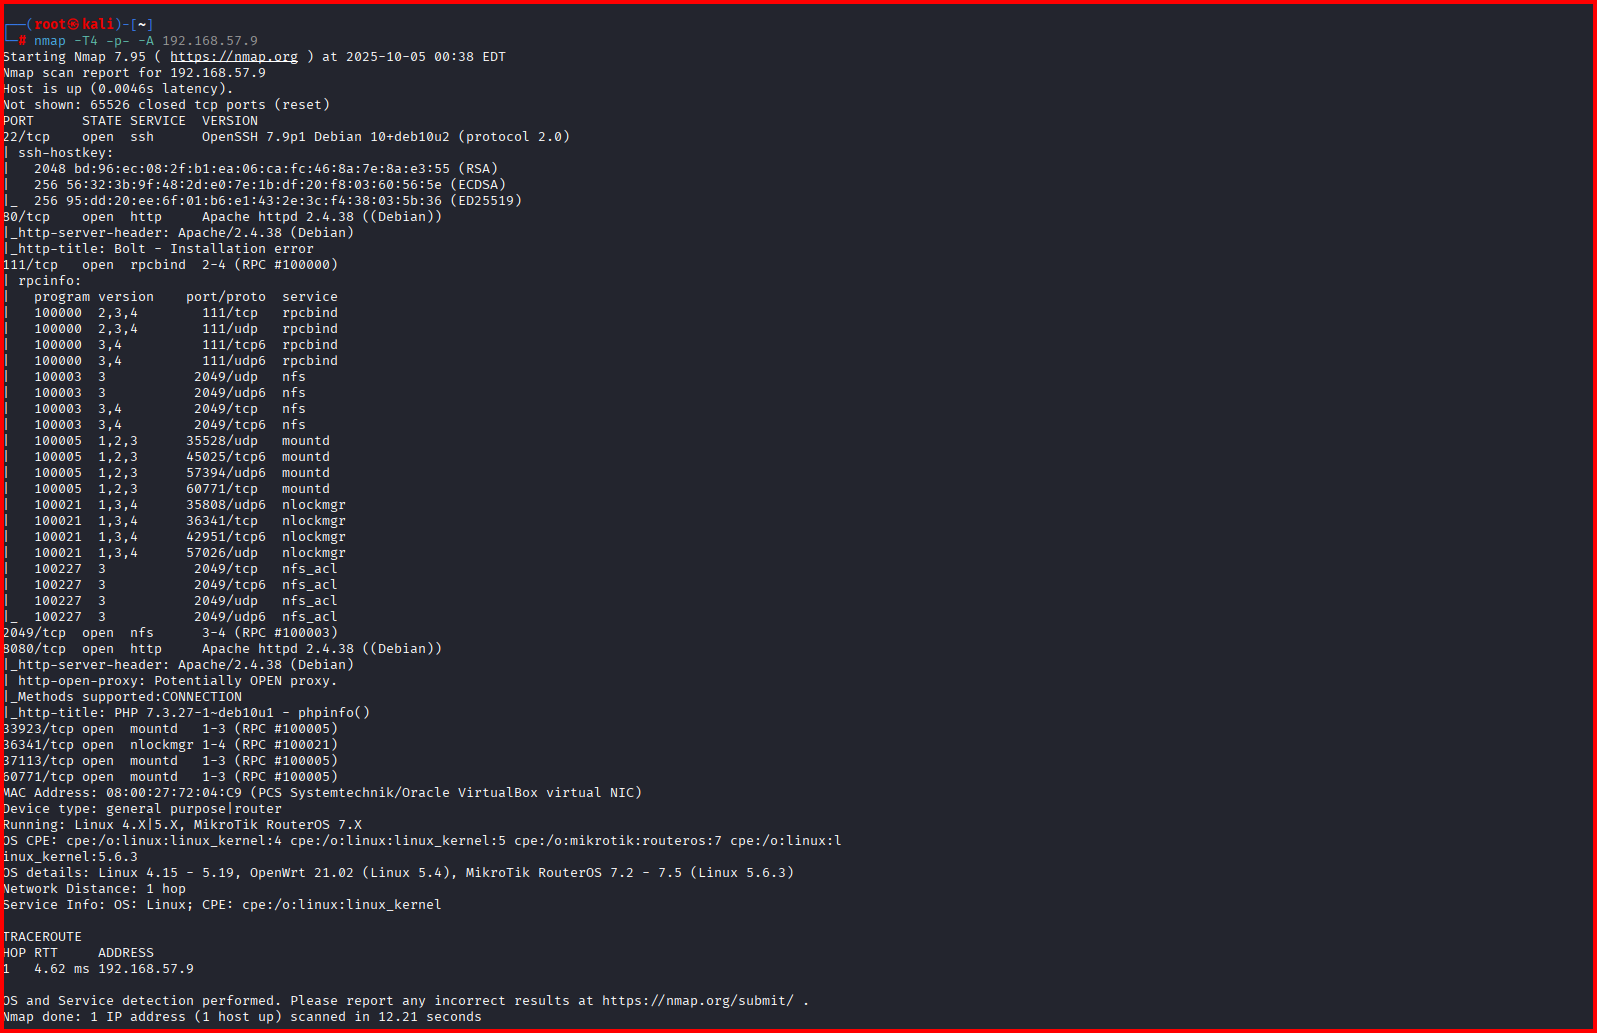 ┌──(root㉿kali)-[~]
└─# nmap -T4 -p- -A 192.168.57.9
Starting Nmap 7.95 ( https://nmap.org ) at 2025-10-05 00:38 EDT
Nmap scan report for 192.168.57.9
Host is up (0.0046s latency).
Not shown: 65526 closed tcp ports (reset)
PORT      STATE SERVICE  VERSION
22/tcp    open  ssh      OpenSSH 7.9p1 Debian 10+deb10u2 (protocol 2.0)
| ssh-hostkey:
|   2048 bd:96:ec:08:2f:b1:ea:06:ca:fc:46:8a:7e:8a:e3:55 (RSA)
|   256 56:32:3b:9f:48:2d:e0:7e:1b:df:20:f8:03:60:56:5e (ECDSA)
|_  256 95:dd:20:ee:6f:01:b6:e1:43:2e:3c:f4:38:03:5b:36 (ED25519)
80/tcp    open  http     Apache httpd 2.4.38 ((Debian))
|_http-server-header: Apache/2.4.38 (Debian)
|_http-title: Bolt - Installation error
111/tcp   open  rpcbind  2-4 (RPC #100000)
| rpcinfo:
|   program version    port/proto  service
|   100000  2,3,4        111/tcp   rpcbind
|   100000  2,3,4        111/udp   rpcbind
|   100000  3,4          111/tcp6  rpcbind
|   100000  3,4          111/udp6  rpcbind
|   100003  3           2049/udp   nfs
|   100003  3           2049/udp6  nfs
|   100003  3,4         2049/tcp   nfs
|   100003  3,4         2049/tcp6  nfs
|   100005  1,2,3      35528/udp   mountd
|   100005  1,2,3      45025/tcp6  mountd
|   100005  1,2,3      57394/udp6  mountd
|   100005  1,2,3      60771/tcp   mountd
|   100021  1,3,4      35808/udp6  nlockmgr
|   100021  1,3,4      36341/tcp   nlockmgr
|   100021  1,3,4      42951/tcp6  nlockmgr
|   100021  1,3,4      57026/udp   nlockmgr
|   100227  3           2049/tcp   nfs_acl
|   100227  3           2049/tcp6  nfs_acl
|   100227  3           2049/udp   nfs_acl
|_  100227  3           2049/udp6  nfs_acl
2049/tcp  open  nfs      3-4 (RPC #100003)
8080/tcp  open  http     Apache httpd 2.4.38 ((Debian))
|_http-server-header: Apache/2.4.38 (Debian)
| http-open-proxy: Potentially OPEN proxy.
|_Methods supported:CONNECTION
|_http-title: PHP 7.3.27-1~deb10u1 - phpinfo()
33923/tcp open  mountd   1-3 (RPC #100005)
36341/tcp open  nlockmgr 1-4 (RPC #100021)
37113/tcp open  mountd   1-3 (RPC #100005)
60771/tcp open  mountd   1-3 (RPC #100005)
MAC Address: 08:00:27:72:04:C9 (PCS Systemtechnik/Oracle VirtualBox virtual NIC)
Device type: general purpose|router
Running: Linux 4.X|5.X, MikroTik RouterOS 7.X
OS CPE: cpe:/o:linux:linux_kernel:4 cpe:/o:linux:linux_kernel:5 cpe:/o:mikrotik:routeros:7 cpe:/o:linux:l
inux_kernel:5.6.3
OS details: Linux 4.15 - 5.19, OpenWrt 21.02 (Linux 5.4), MikroTik RouterOS 7.2 - 7.5 (Linux 5.6.3)
Network Distance: 1 hop
Service Info: OS: Linux; CPE: cpe:/o:linux:linux_kernel
TRACEROUTE
HOP RTT     ADDRESS
1   4.62 ms 192.168.57.9
OS and Service detection performed. Please report any incorrect results at https://nmap.org/submit/ .
Nmap done: 1 IP address (1 host up) scanned in 12.21 seconds